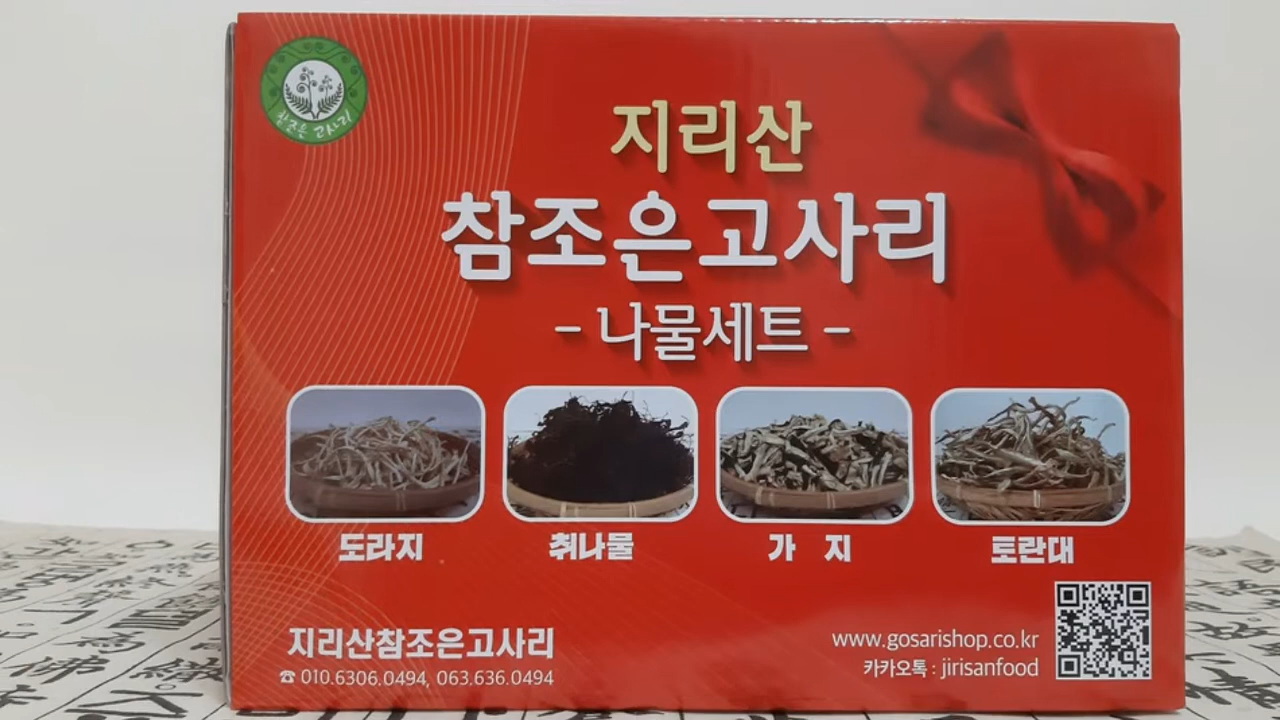 참조은 고사리
지리산
참조은고사리
- 나물세트 -
도라지
취나물
가 지
토란대
지리산참조은고사리
☎ 010.6306.0494, 063.636.0494
www.gosarishop.co.kr
카카오톡 : jirisanfood